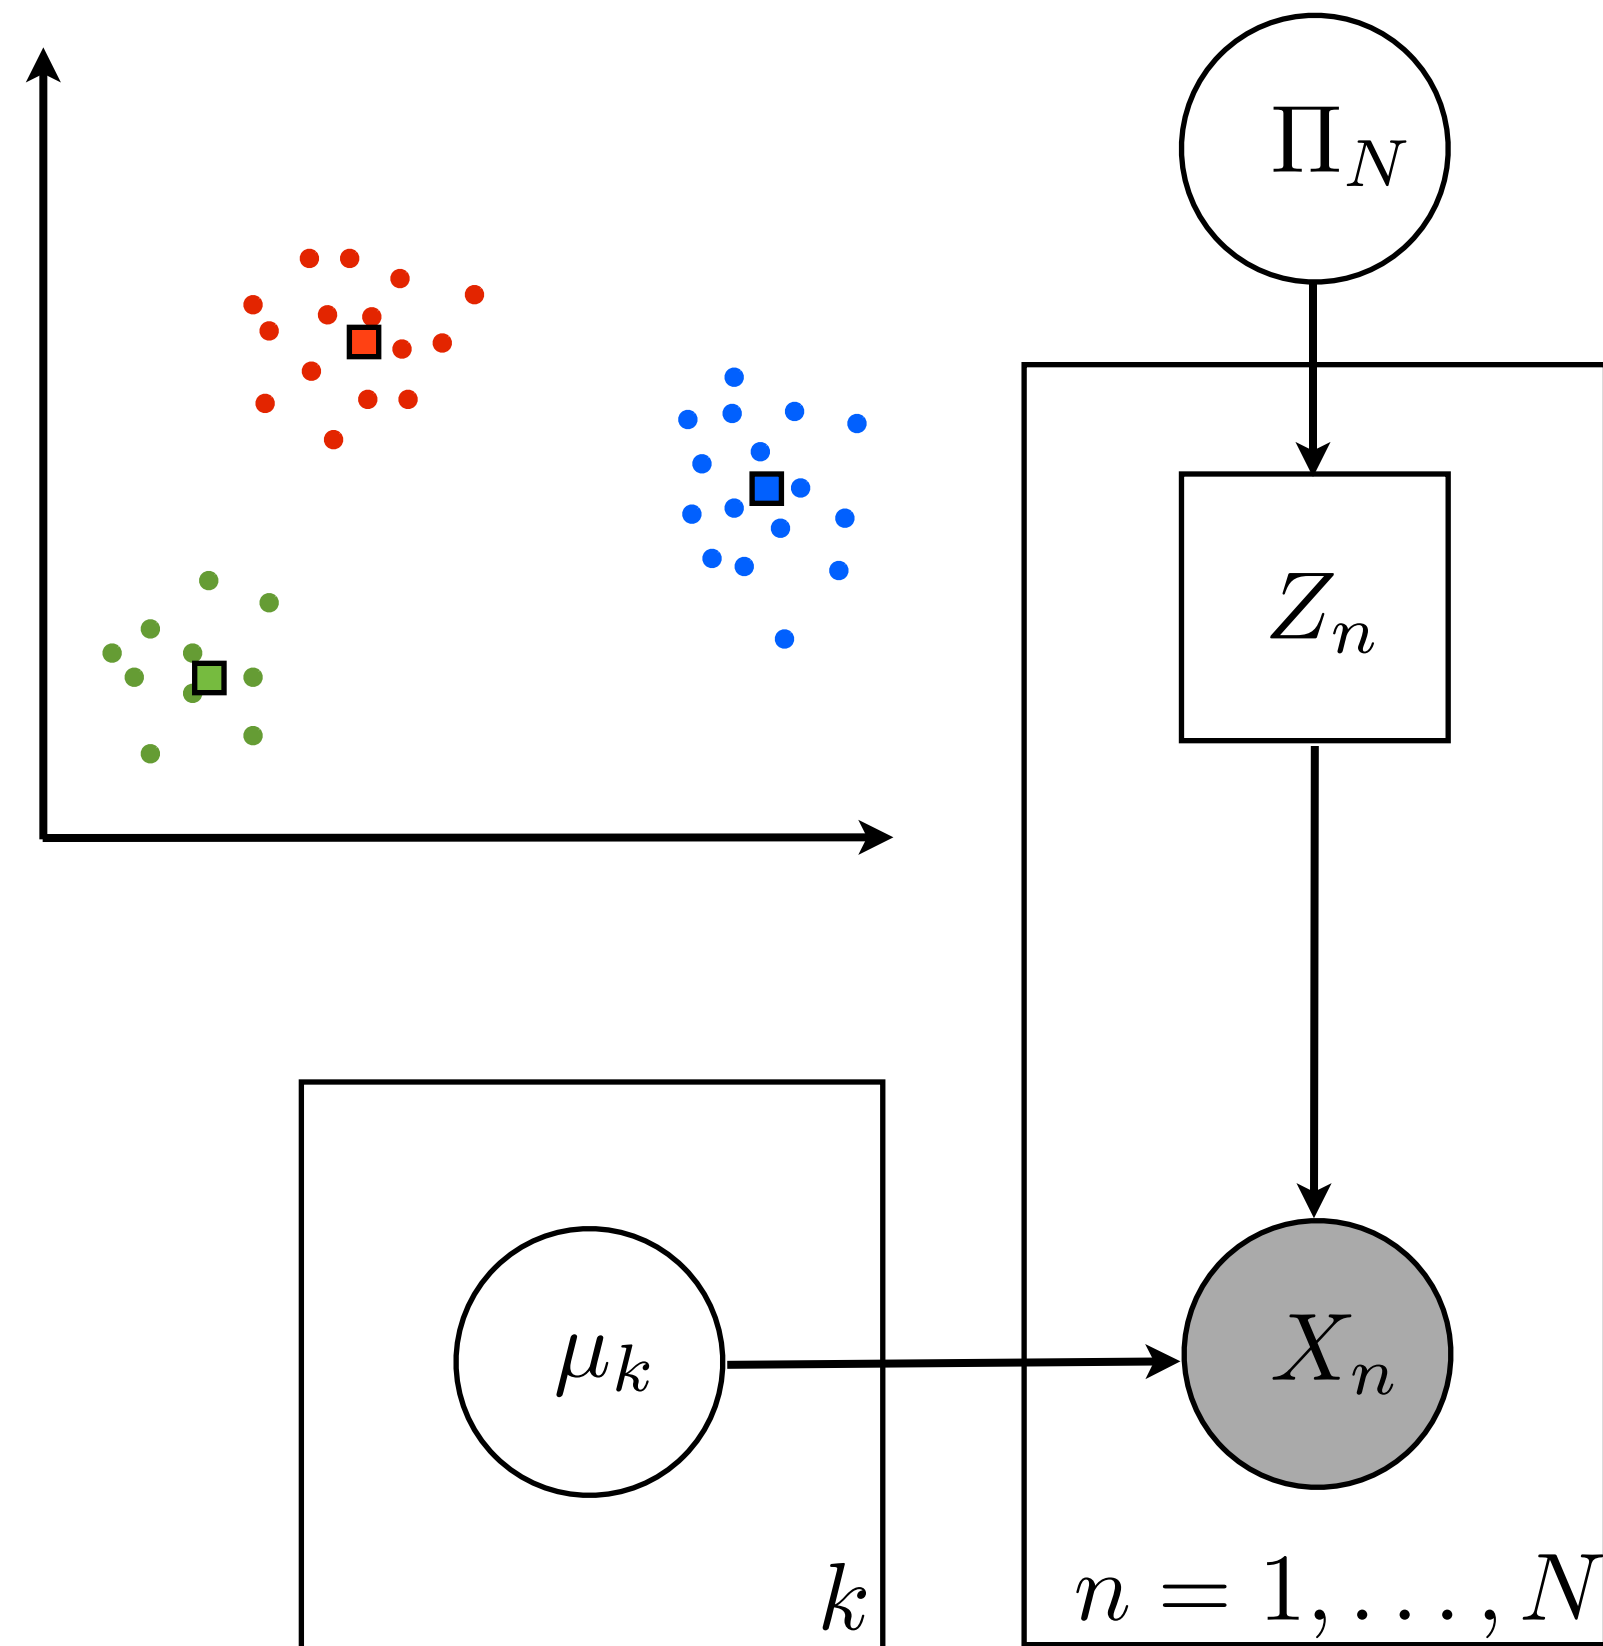 Π_N
Z_n
μ_k
X_n
k
n = 1, . . . , N